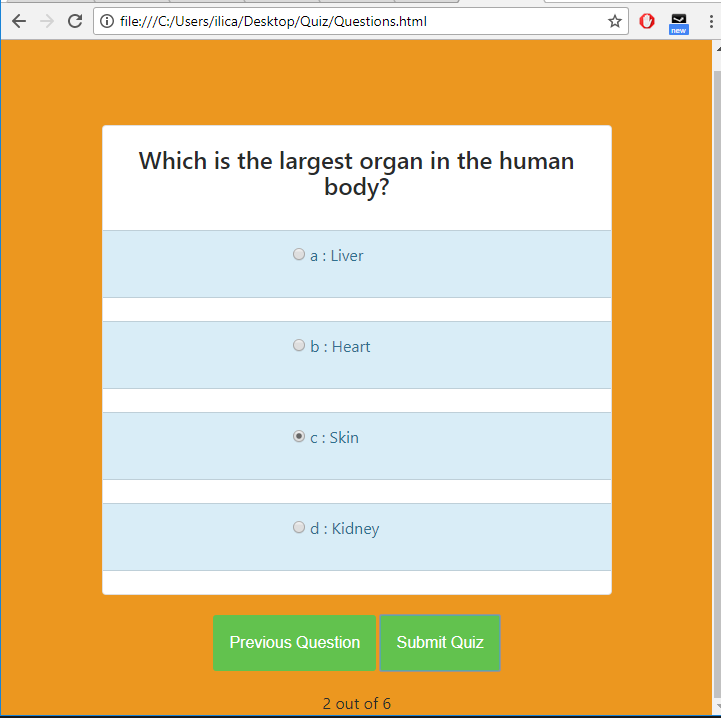 file:///C:/Users/ilica/Desktop/Quiz/Questions.html
new
Which is the largest organ in the human
body?
a : Liver
b : Heart
c : Skin
d : Kidney
Previous Question Submit Quiz
2 out of 6